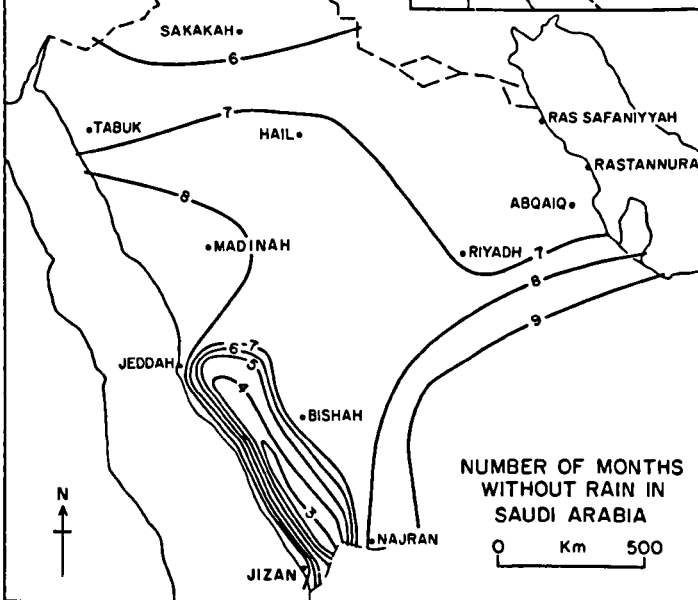 SAKAKAH
6
TABUK
7
HAIL
RAS SAFANIYYAH
RASTANNURA
8
ABQAIQ
MADINAH
RIYADH
7
8
9
JEDDAH
6-7
5
4
BISHAH
3
NUMBER OF MONTHS
WITHOUT RAIN IN
SAUDI ARABIA
N
0 Km 500
NAJRAN
JIZAN